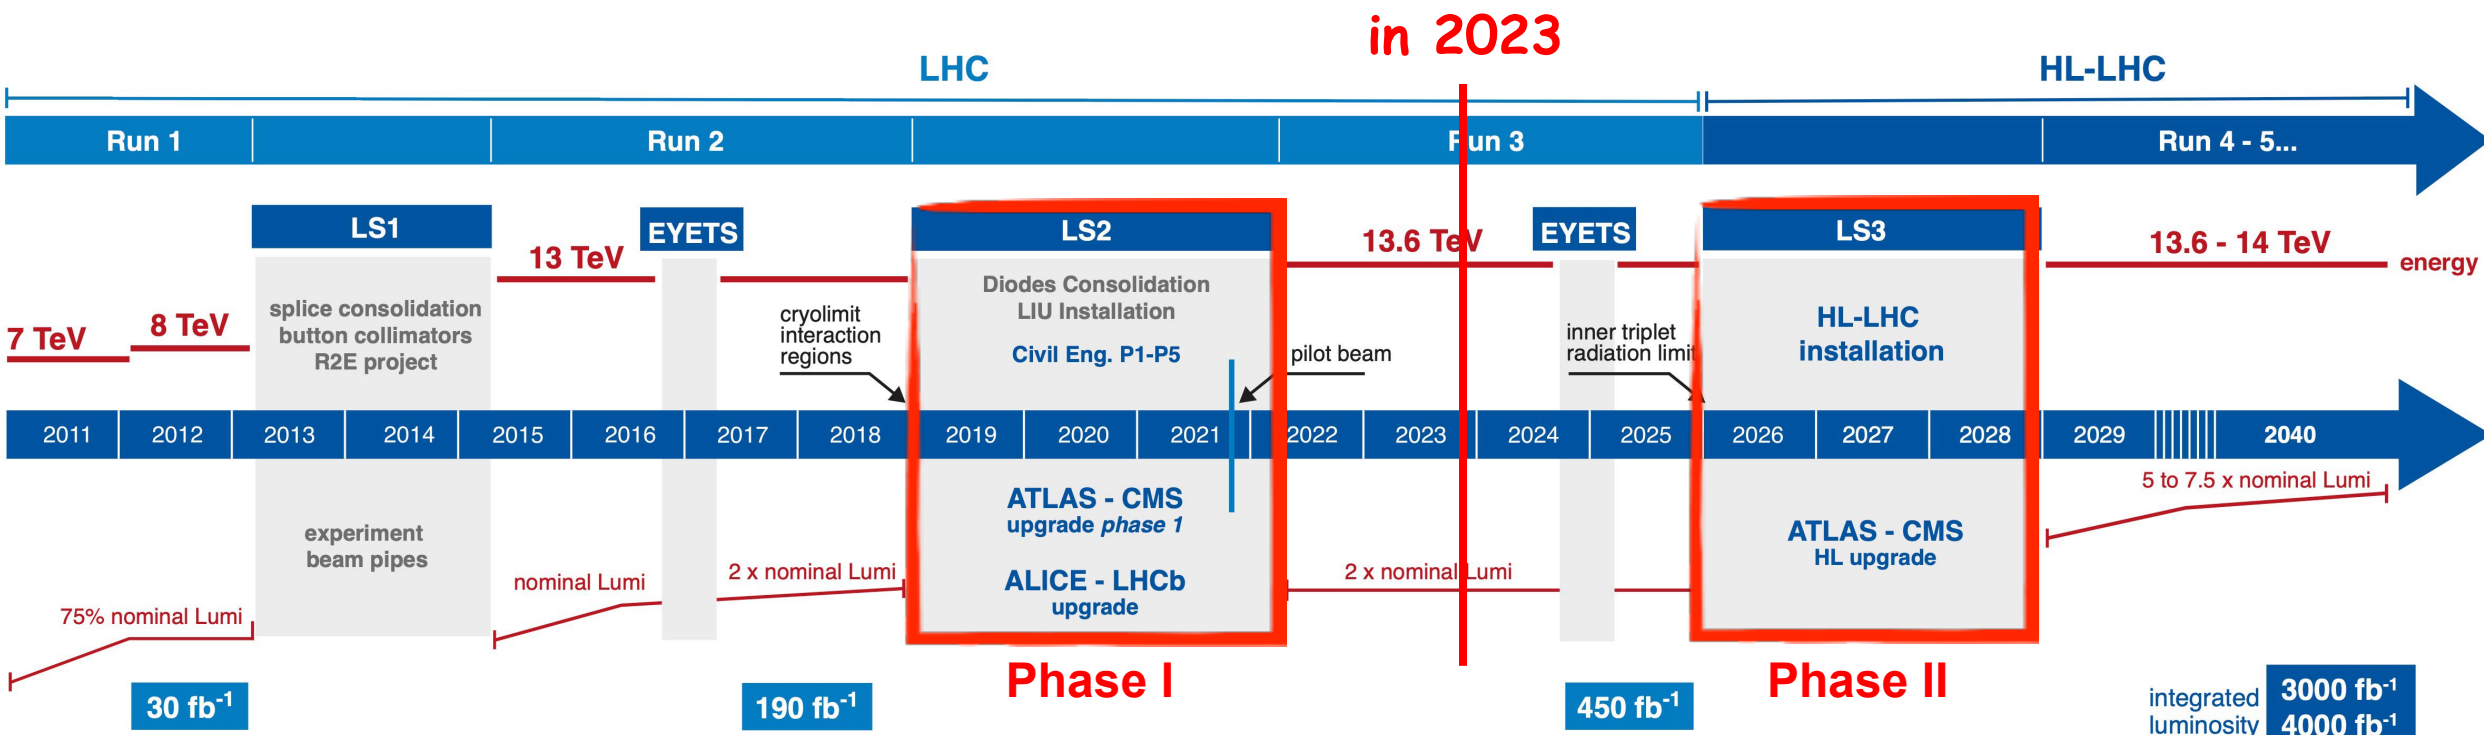 in 2023
LHC
HL-LHC
Run 1
Run 2
Run 3
Run 4 - 5...
LS1
EYETS
LS2
EYETS
LS3
7 TeV
8 TeV
13 TeV
13.6 TeV
13.6 - 14 TeV
energy
splice consolidation
button collimators
R2E project
cryolimit
interaction
regions
Diodes Consolidation
LIU Installation
Civil Eng. P1-P5
pilot beam
inner triplet
radiation limit
HL-LHC
installation
2011 2012 2013 2014 2015 2016 2017 2018 2019 2020 2021 2022 2023 2024 2025 2026 2027 2028 2029 2040
experiment
beam pipes
75% nominal Lumi
nominal Lumi
2 x nominal Lumi
ATLAS - CMS
upgrade phase 1
ALICE - LHCb
upgrade
2 x nominal Lumi
ATLAS - CMS
HL upgrade
5 to 7.5 x nominal Lumi
Phase I
Phase II
30 fb-1
190 fb-1
450 fb-1
integrated
luminosity
3000 fb-1
4000 fb-1